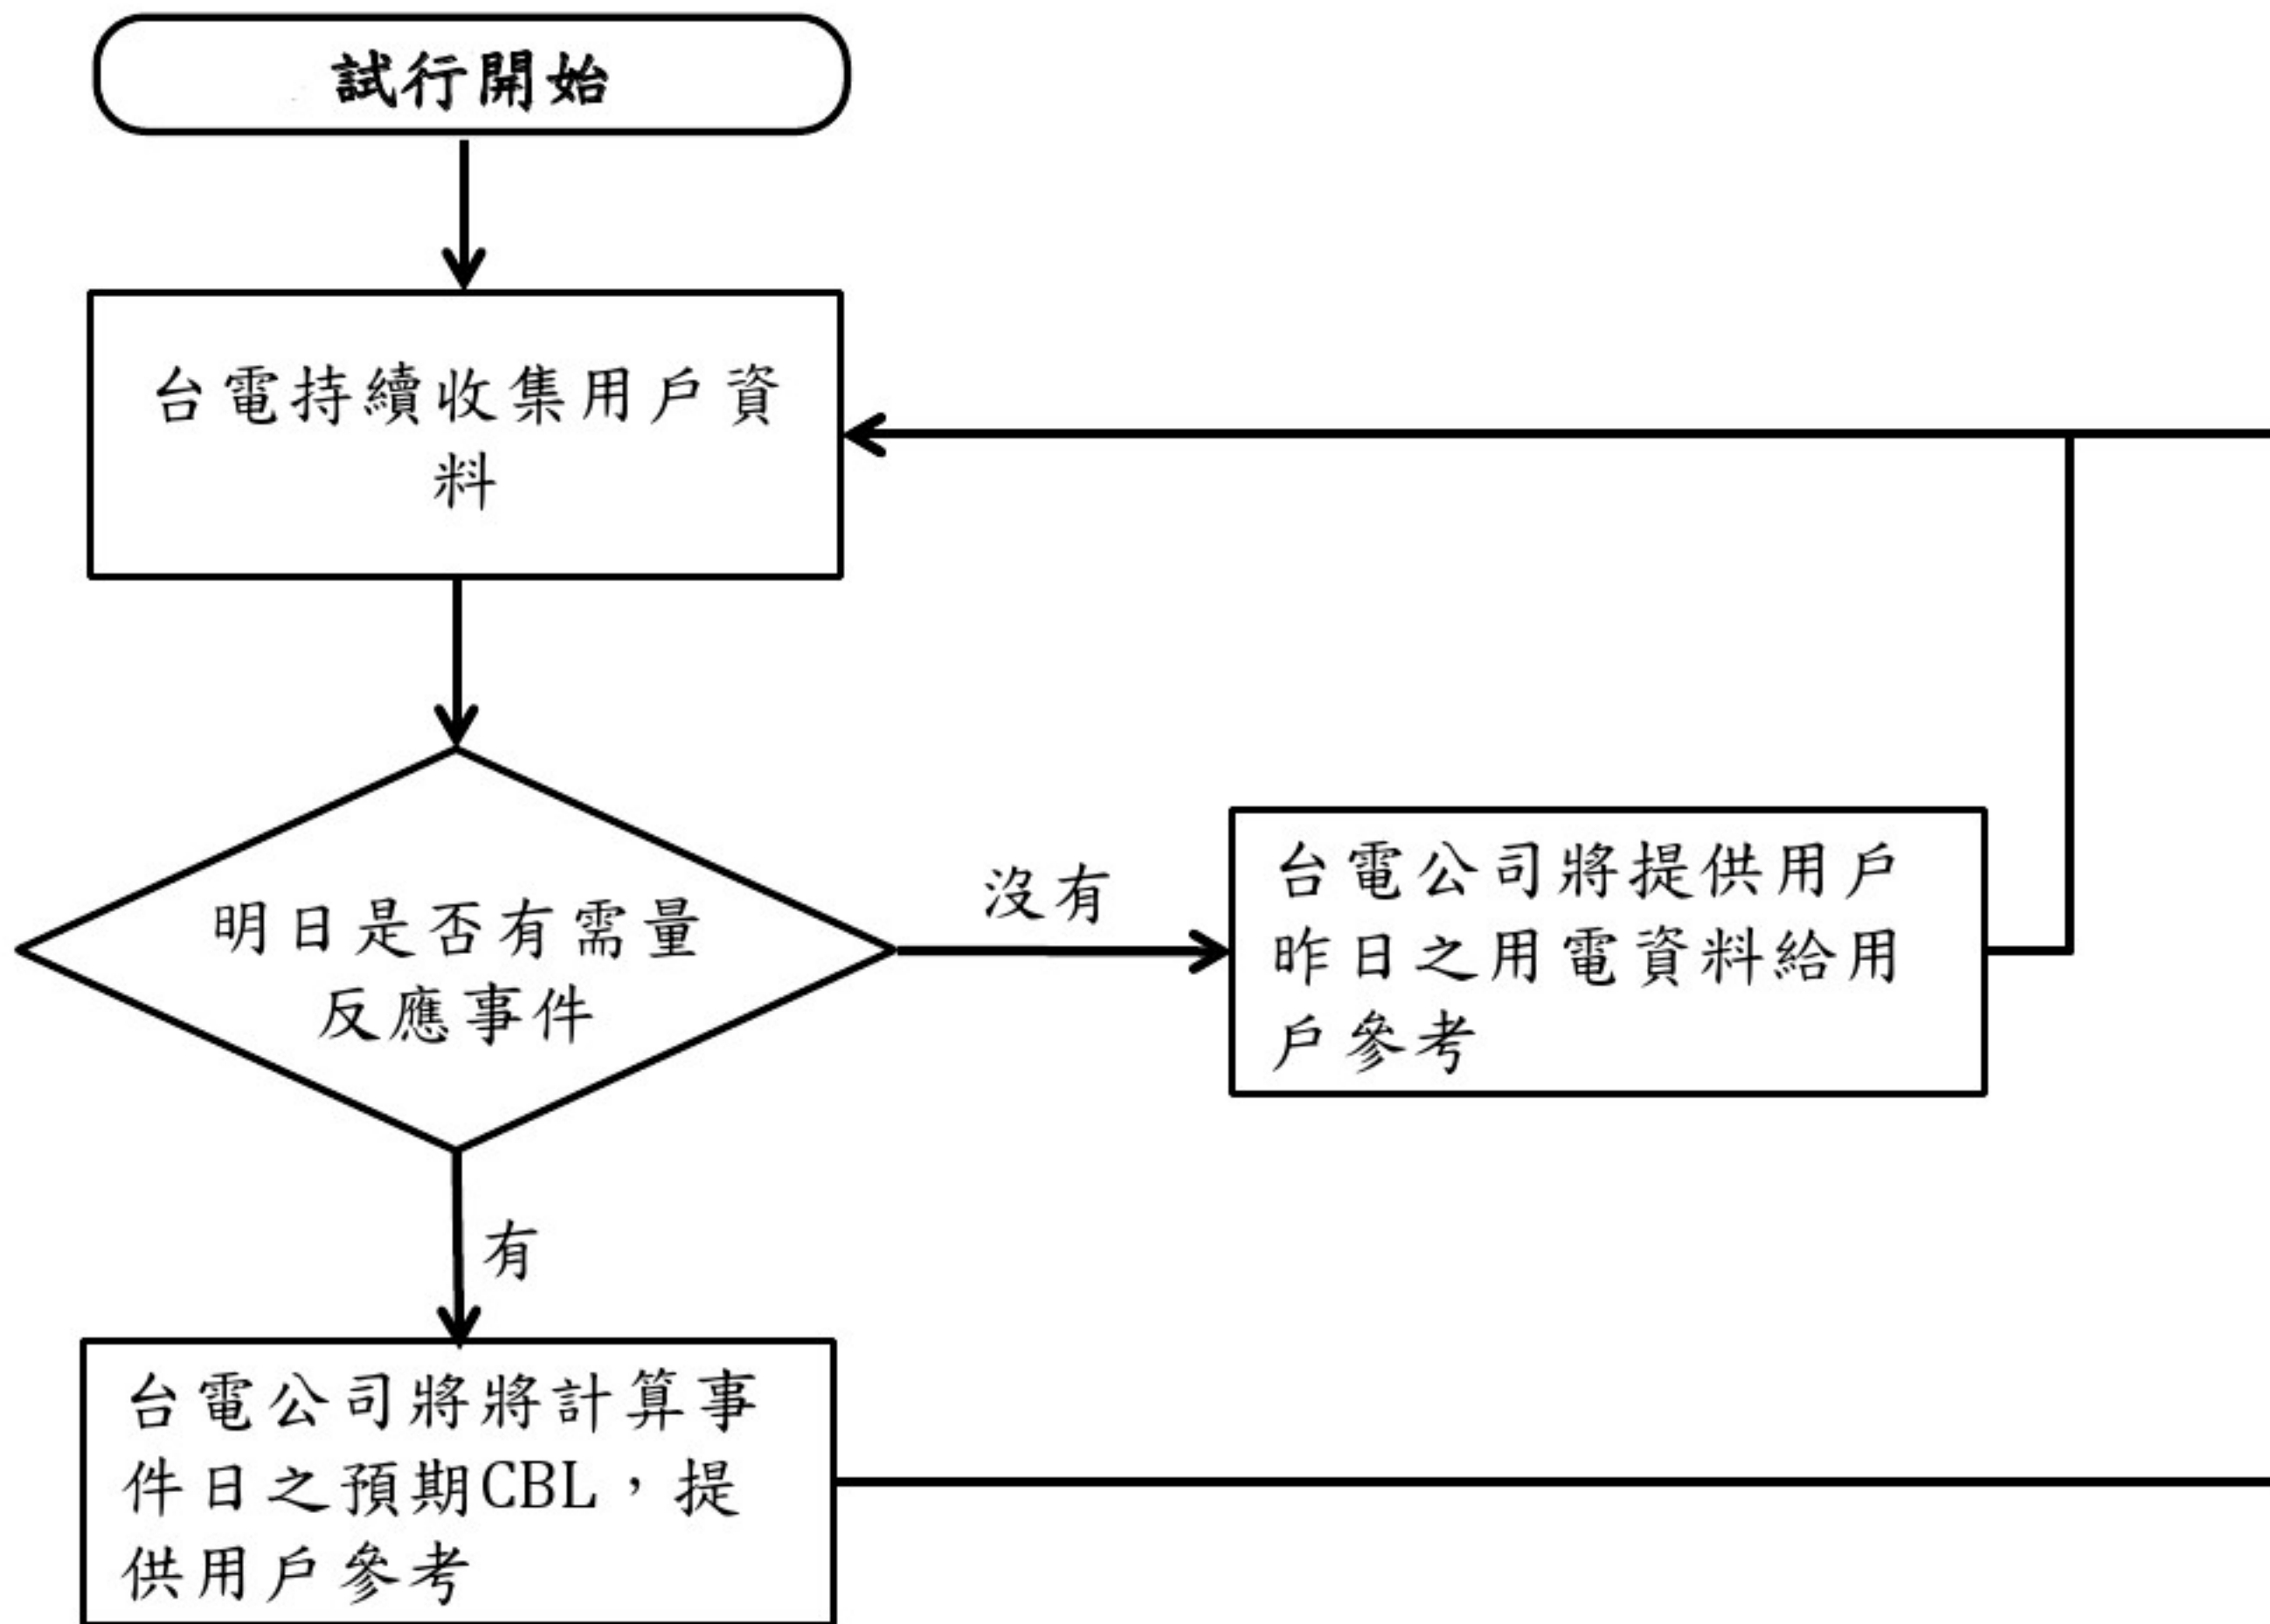 試行開始
台電持續收集用戶資
料
明日是否有需量
反應事件
沒有
台電公司將提供用戶
昨日之用電資料給用
戶參考
有
台電公司將將計算事
件日之預期CBL，提
供用戶參考